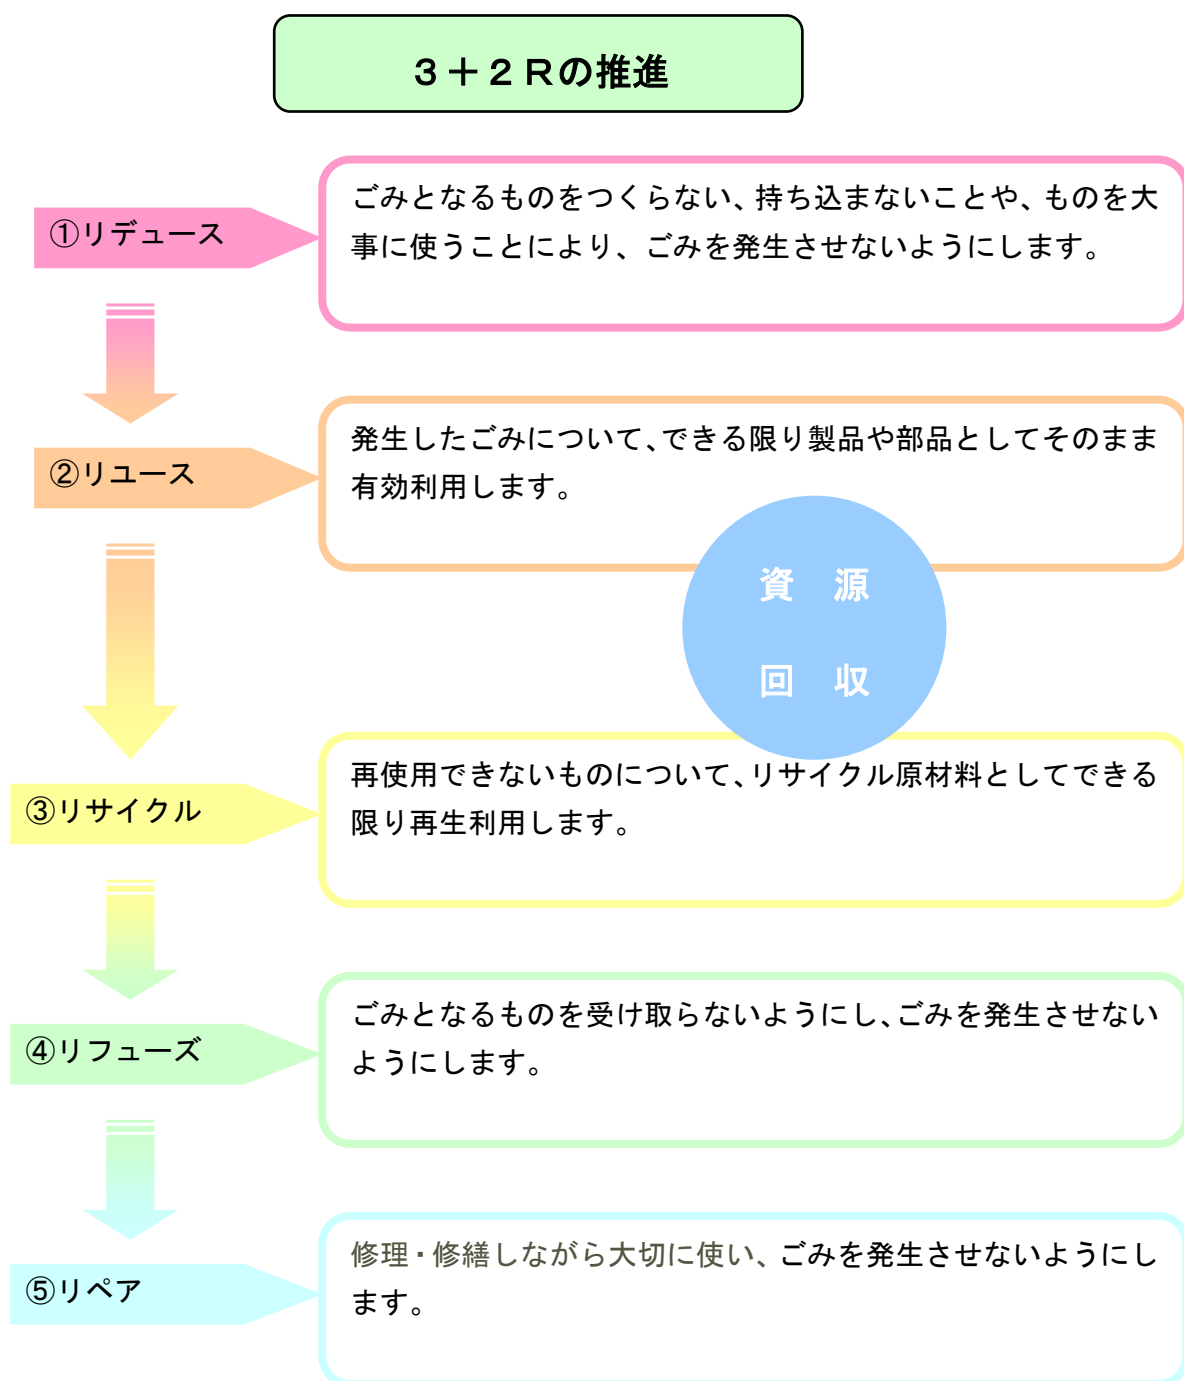 ３＋２Ｒの推進
①リデュース
ごみとなるものをつくらない、持ち込まないことや、ものを大
事に使うことにより、ごみを発生させないようにします。
②リユース
発生したごみについて、できる限り製品や部品としてそのまま
有効利用します。
資　源
回　収
③リサイクル
再使用できないものについて、リサイクル原材料としてできる
限り再生利用します。
④リフューズ
ごみとなるものを受け取らないようにし、ごみを発生させない
ようにします。
⑤リペア
修理・修繕しながら大切に使い、ごみを発生させないようにし
ます。